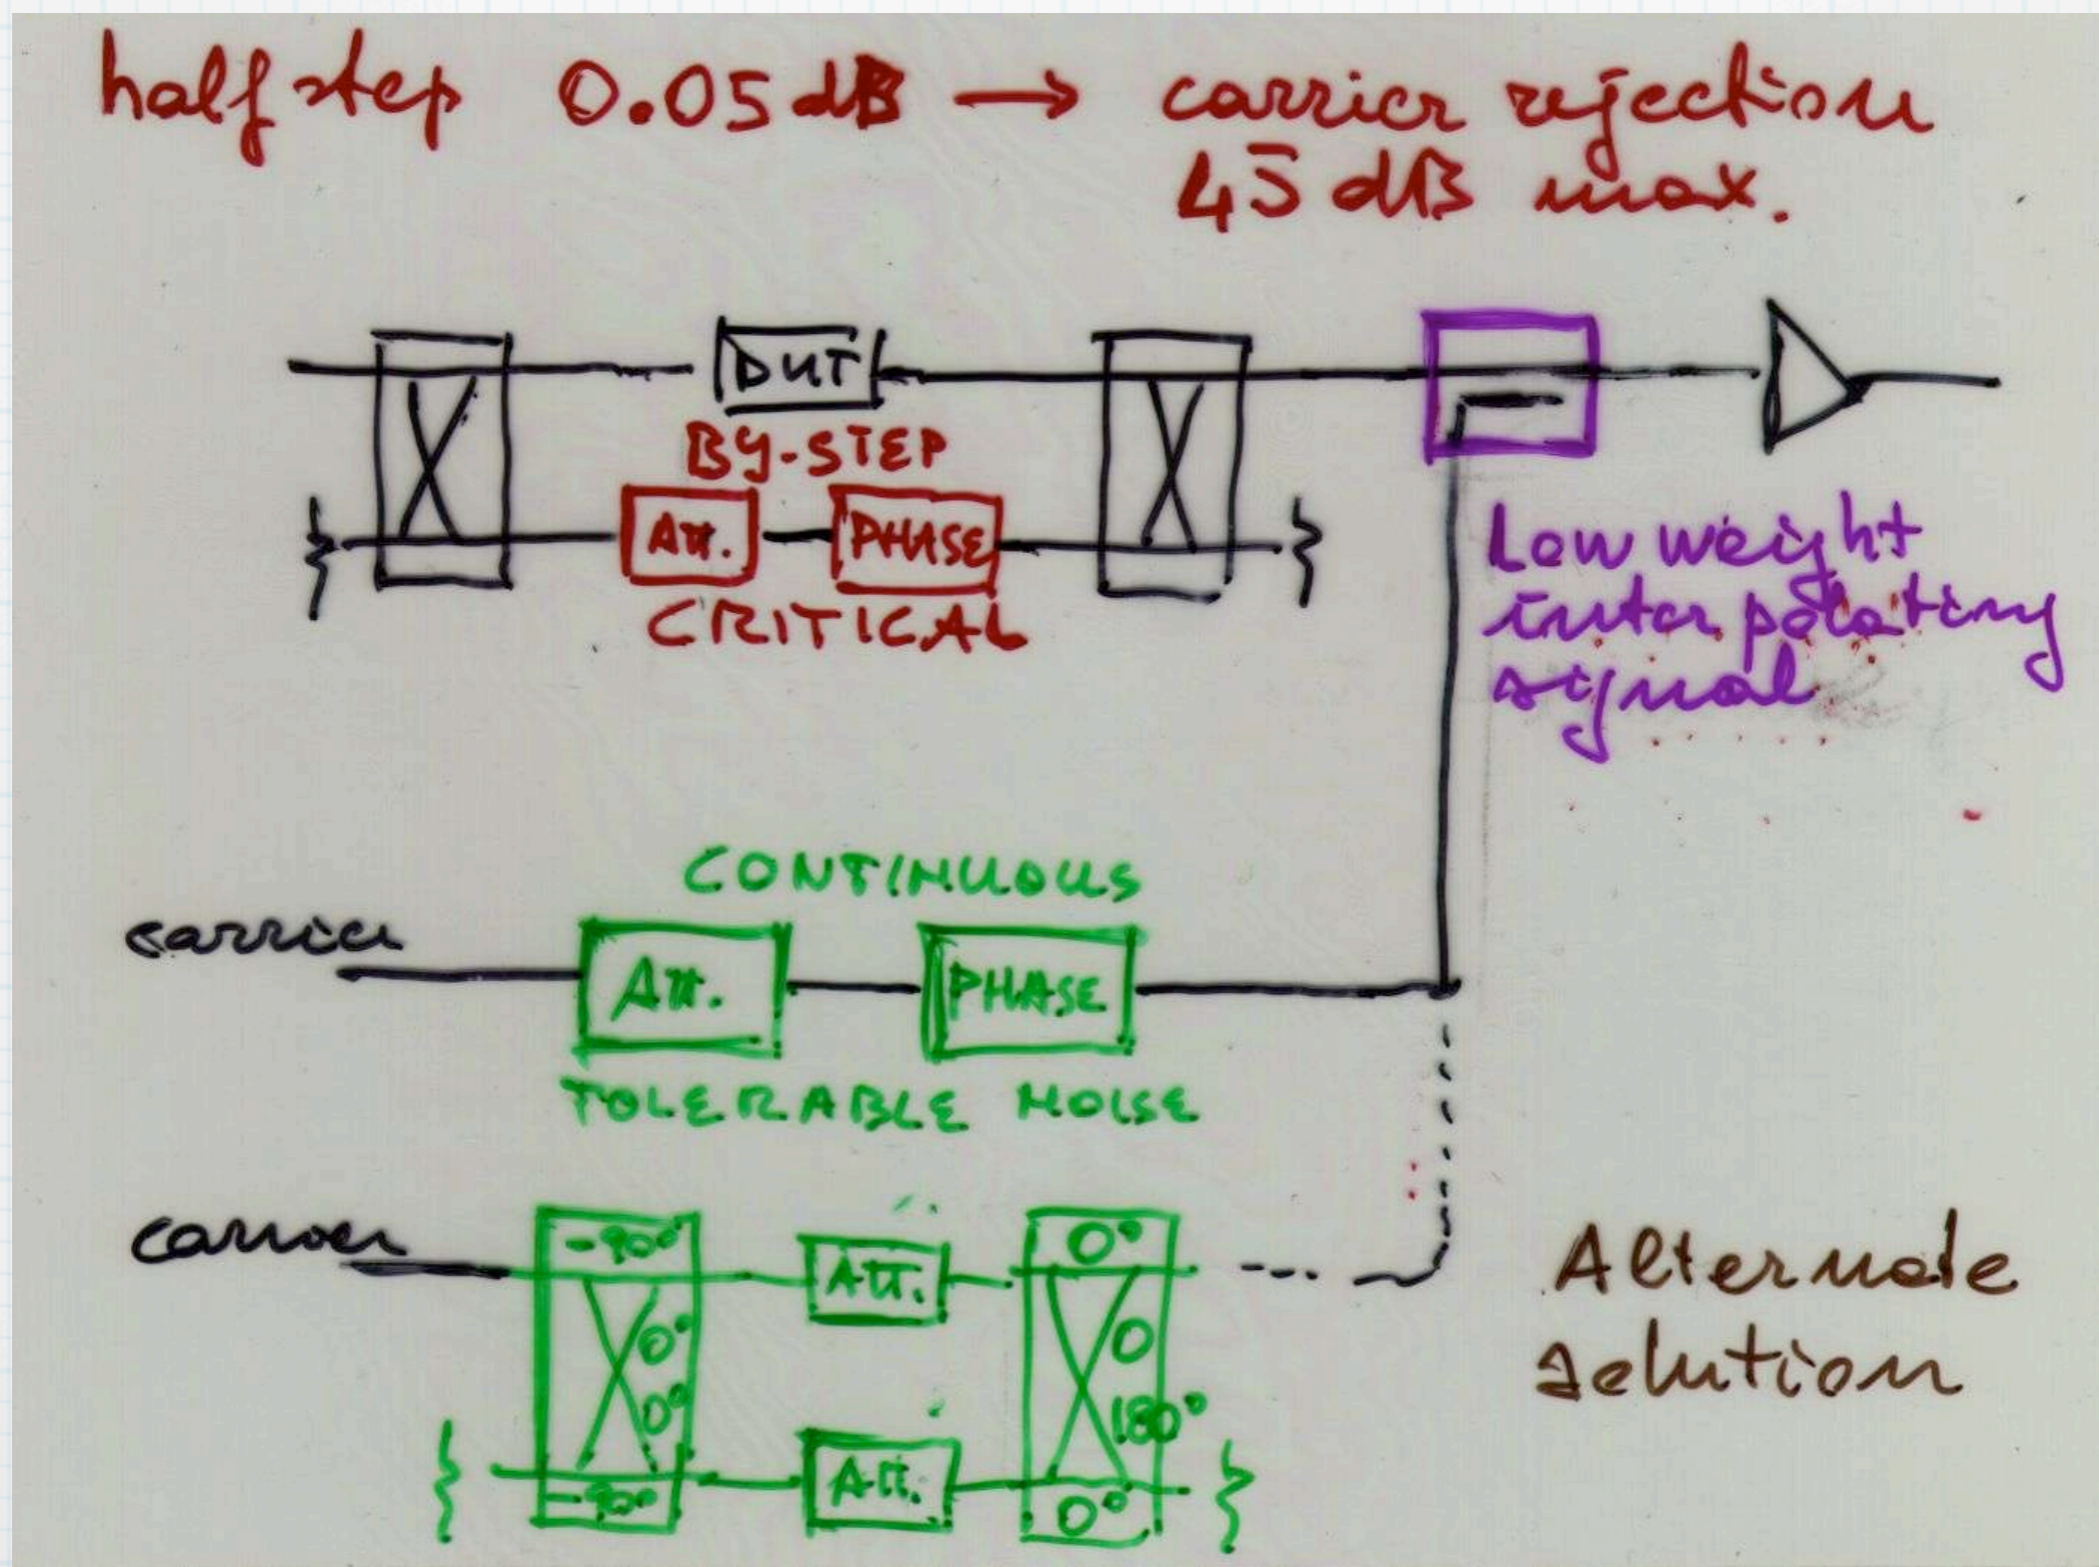 half step 0.05 dB → carrier rejection
45 dB max.
DUT
BY-STEP
Att.
PHASE
CRITICAL
Low weight
interpolating
signal
CONTINUOUS
carrier
Att.
PHASE
TOLERABLE NOISE
carrier
-90°
0°
0°
-90°
Att.
Att.
0°
0
180°
0°
Alternate
solution